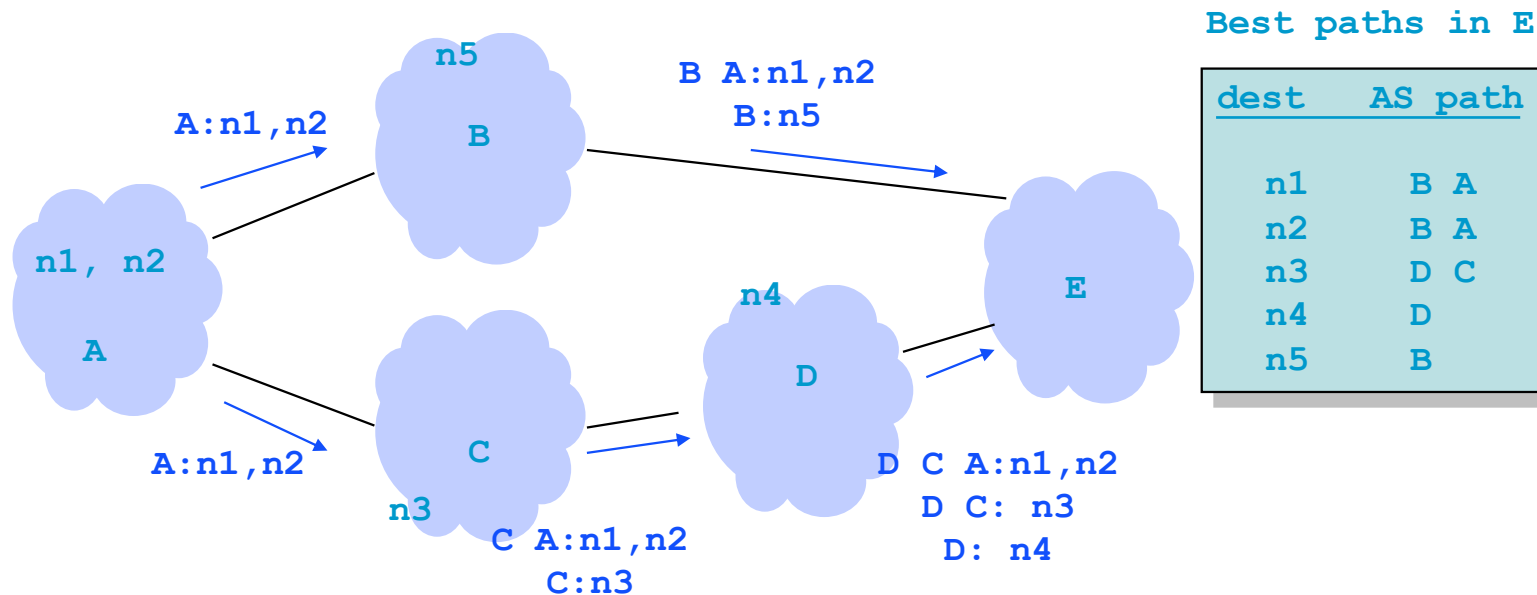 Best paths in E
n5
B A:n1,n2
B:n5
A:n1,n2
B
n1, n2
A
n4
E
D
A:n1,n2
C
n3
C A:n1,n2
C:n3
D C A:n1,n2
D C: n3
D: n4
dest AS path
n1 B A
n2 B A
n3 D C
n4 D
n5 B